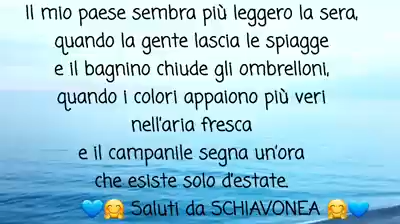 Il mio paese sembra più leggero la sera,
quando la gente lascia le spiagge
e il bagnino chiude gli ombrelloni,
quando i colori appaiono più veri
nell'aria fresca
e il campanile segna un'ora
che esiste solo d'estate.
💙🤗 Saluti da SCHIAVONEA 🤗💙